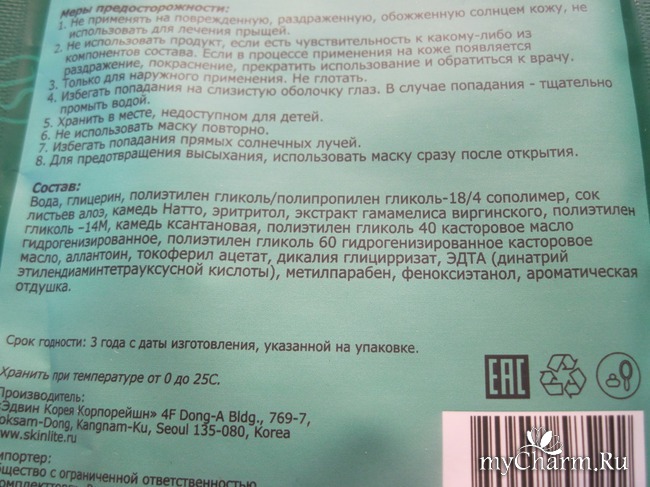 Меры предосторожности:
1. Не применять на поврежденную, раздраженную, обожженную солнцем кожу, не
использовать для лечения прыщей.
2. Не использовать продукт, если есть чувствительность к какому-либо из
компонентов состава. Если в процессе применения на коже появляется
раздражение, покраснение, прекратить использование и обратиться к врачу.
3. Только для наружного применения. Не глотать.
4. Избегать попадания на слизистую оболочку глаз. В случае попадания - тщательно
промыть водой.
5. Хранить в месте, недоступном для детей.
6. Не использовать маску повторно.
7. Избегать попадания прямых солнечных лучей.
8. Для предотвращения высыхания, использовать маску сразу после открытия.
Состав:
Вода, глицерин, полиэтилен гликоль/полипропилен гликоль-18/4 сополимер, сок
листьев алоэ, камедь Натто, эритритол, экстракт гамамелиса виргинского, полиэтилен
гликоль –14М, камедь ксантановая, полиэтилен гликоль 40 касторовое масло
гидрогенизированное, полиэтилен гликоль 60 гидрогенизированное касторовое
масло, аллантоин, токоферил ацетат, дикалия глицирризат, ЭДТА (динатрий
этилендиаминтетрауксусной кислоты), метилпарабен, феноксиэтанол, ароматическая
отдушка.
Срок годности: 3 года с даты изготовления, указанной на упаковке.
Хранить при температуре от 0 до 25С.
Производитель:
«Эдвин Корея Корпорейшн» 4F Dong-A Bldg., 769-7,
oksam-Dong, Kangnam-Ku, Seoul 135-080, Korea
www.skinlite.ru
импортер:
бщество с ограниченной ответственностью
EAC
myCharm.Ru